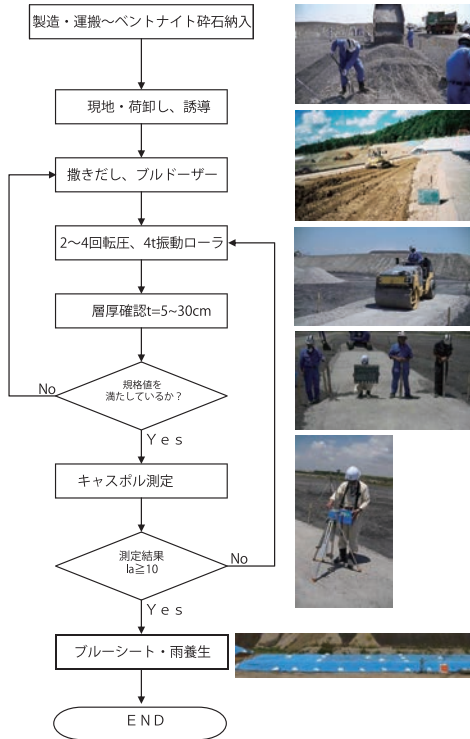 製造・運搬～ベントナイト砕石納入
現地・荷卸し、誘導
撒きだし、ブルドーザー
2～4回転圧、4t振動ローラ
層厚確認t=5~30cm
規格値を
満たしているか？
No
Ｙｅｓ
キャスポル測定
測定結果
Ia≧10
No
Ｙｅｓ
ブルーシート・雨養生
ＥＮＤ